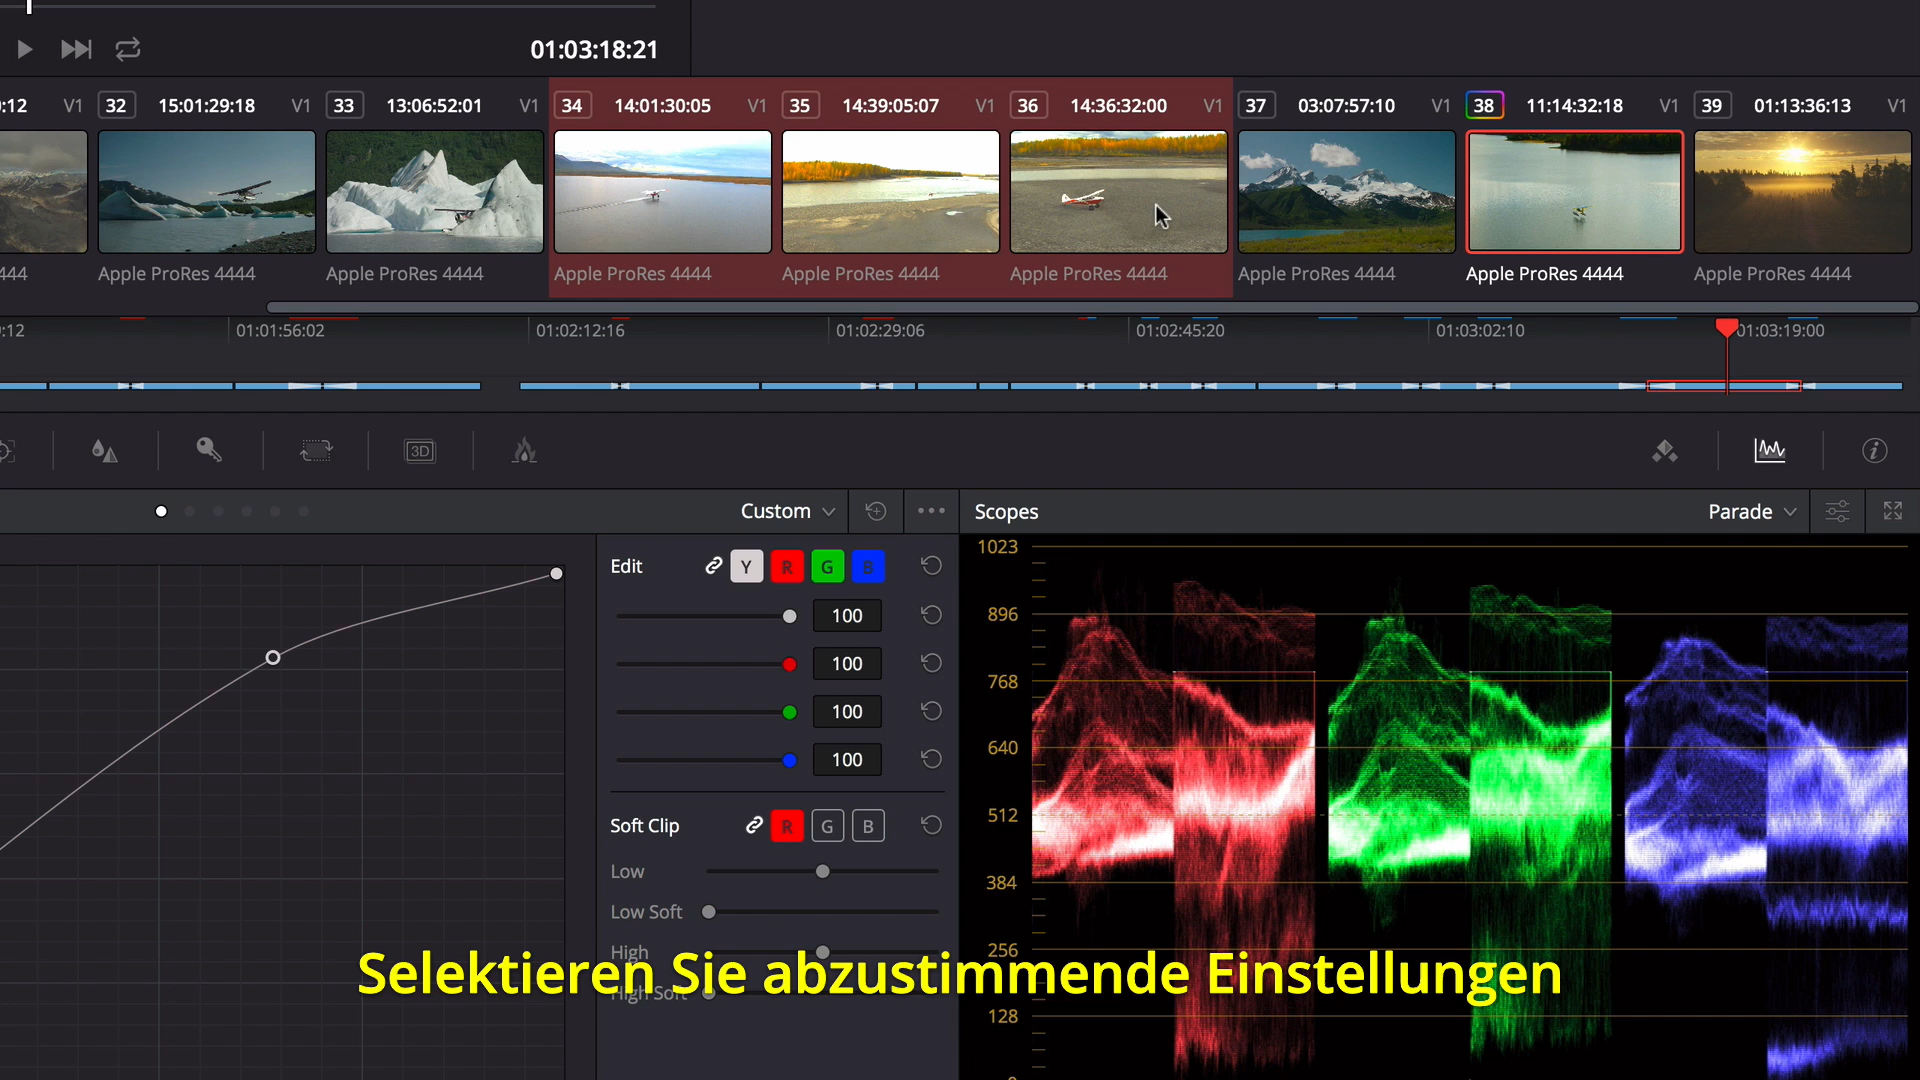 01:03:18:21
:12 V1 32 15:01:29:18 V1 33 13:06:52:01 V1 34 14:01:30:05 V1 35 14:39:05:07 V1 36 14:36:32:00 V1 37 03:07:57:10 V1 38 11:14:32:18 V1 39 01:13:36:13 V1
444 Apple ProRes 4444 Apple ProRes 4444 Apple ProRes 4444 Apple ProRes 4444 Apple ProRes 4444 Apple ProRes 4444 Apple ProRes 4444 Apple ProRes 4444
:12 01:01:56:02 01:02:12:16 01:02:29:06 01:02:45:20 01:03:02:10 01:03:19:00
3D
Custom
Edit Y R G B
100
100
100
100
Soft Clip R G B
Low
Low Soft
High
High Soft
Scopes Parade
1023
896
768
640
512
384
256
128
Selektieren Sie abzustimmende Einstellungen